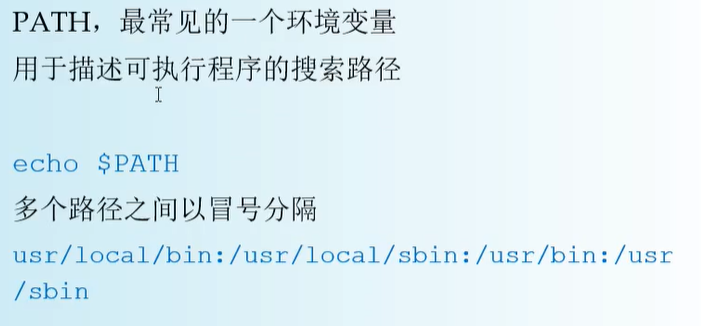 PATH，最常见的一个环境变量
用于描述可执行程序的搜索路径
echo $PATH
多个路径之间以冒号分隔
usr/local/bin:/usr/local/sbin:/usr/bin:/usr
/sbin